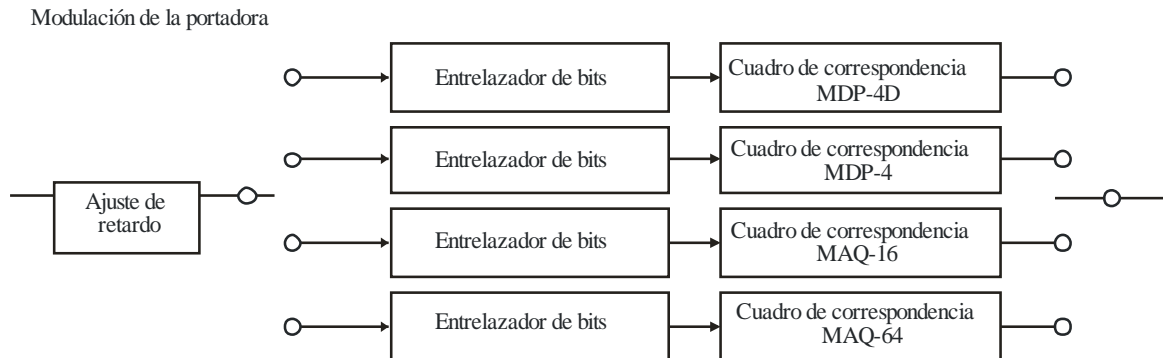 Modulación de la portadora
Entrelazador de bits
Cuadro de correspondencia
MDP-4D
Entrelazador de bits
Cuadro de correspondencia
MDP-4
Ajuste de
retardo
Entrelazador de bits
Cuadro de correspondencia
MAQ-16
Entrelazador de bits
Cuadro de correspondencia
MAQ-64